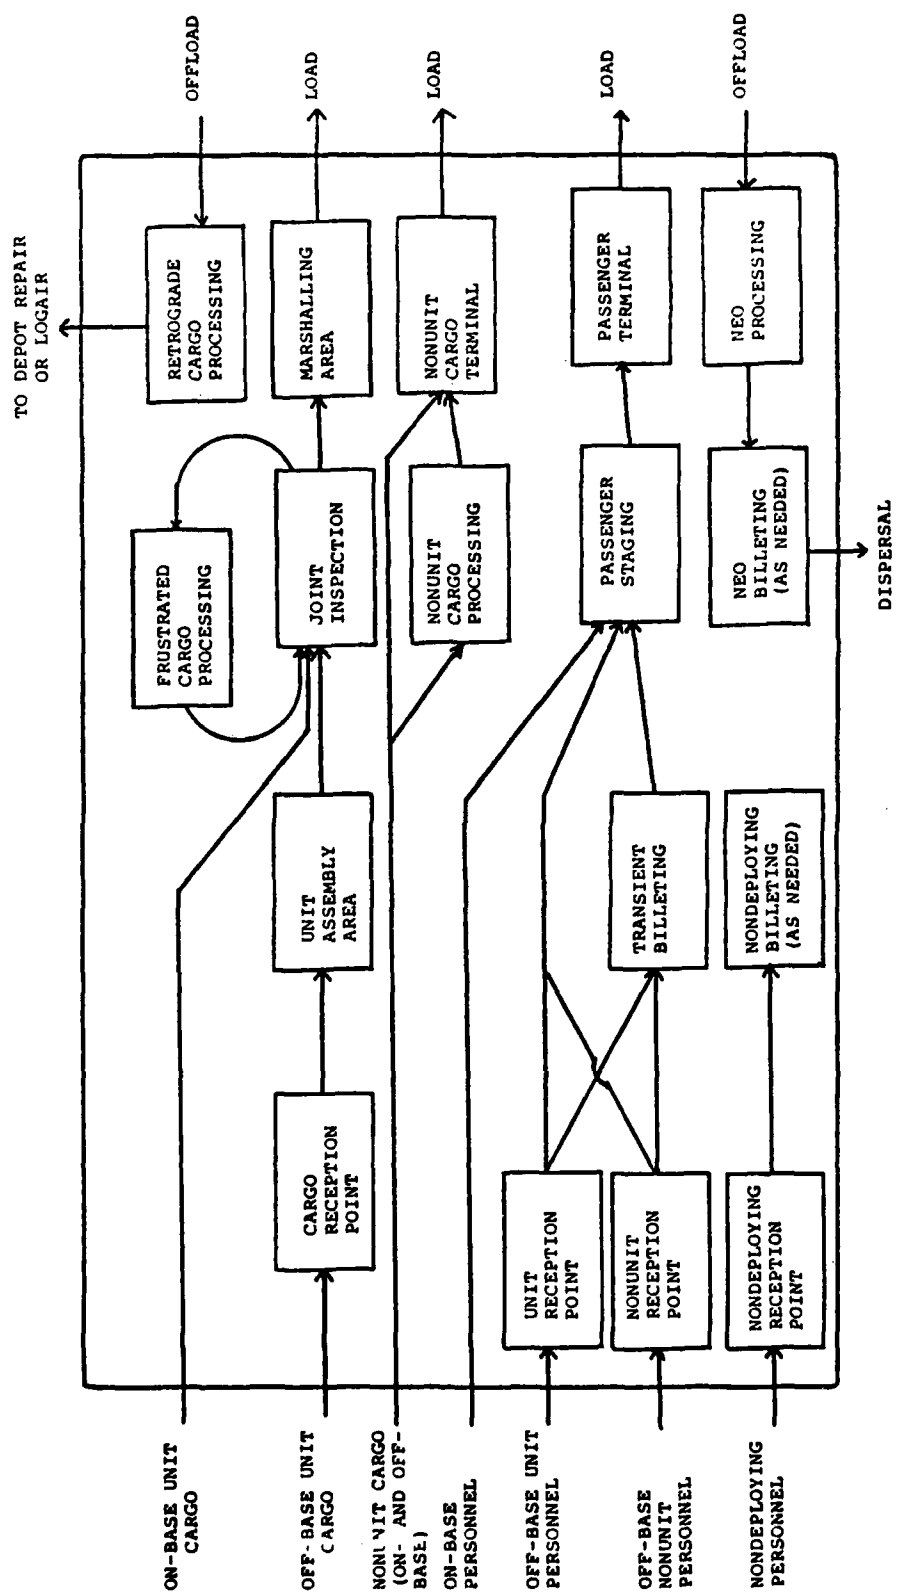 ON-BASE UNIT
CARGO
OFF-BASE UNIT
CARGO
NONUNIT CARGO
(ON- AND OFF-
BASE)
ON-BASE
PERSONNEL
OFF-BASE UNIT
PERSONNEL
OFF-BASE
NONUNIT
PERSONNEL
NONDEPLOYING
PERSONNEL
CARGO
RECEPTION
POINT
UNIT
RECEPTION
POINT
NONUNIT
RECEPTION
POINT
NONDEPLOYING
RECEPTION
POINT
UNIT
ASSEMBLY
AREA
TRANSIENT
BILLETING
NONDEPLOYING
BILLETING
(AS NEEDED)
FRUSTRATED
CARGO
PROCESSING
JOINT
INSPECTION
NONUNIT
CARGO
PROCESSING
PASSENGER
STAGING
NEO
BILLETING
(AS NEEDED)
DISPERSAL
TO DEPOT REPAIR
OR LOGAIR
RETROGRADE
CARGO
PROCESSING
MARSHALLING
AREA
NONUNIT
CARGO
TERMINAL
PASSENGER
TERMINAL
NEO
PROCESSING
OFFLOAD
LOAD
LOAD
LOAD
OFFLOAD